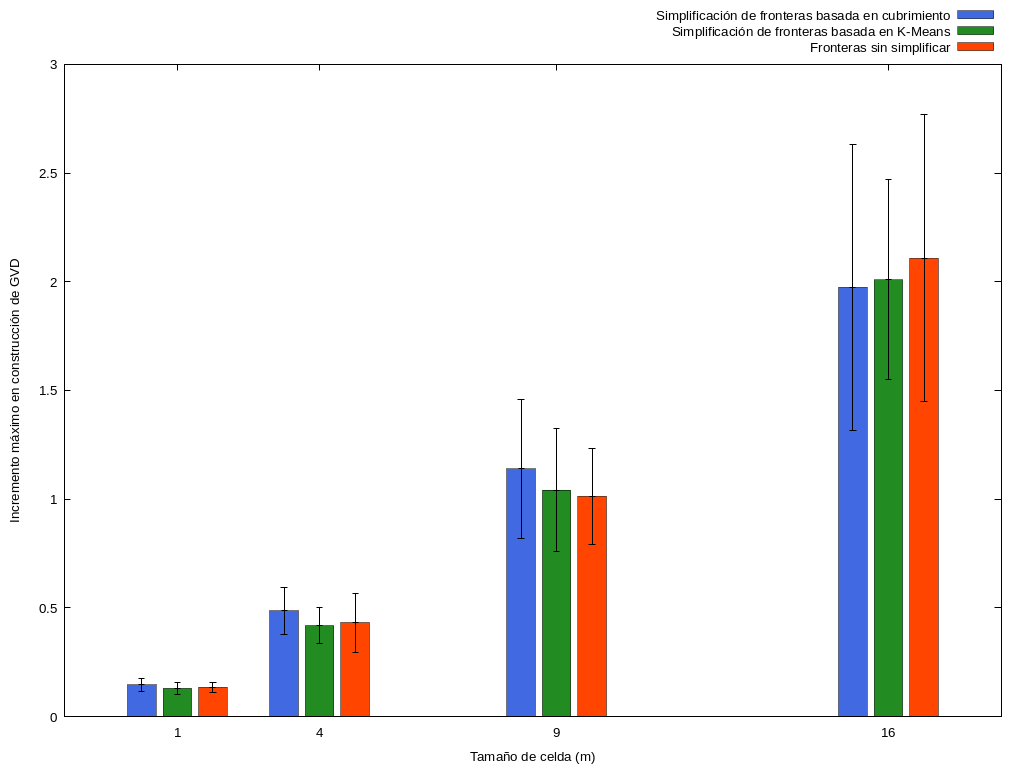 Simplificación de fronteras basada en cubrimiento
Simplificación de fronteras basada en K-Means
Fronteras sin simplificar
3
2.5
2
1.5
1
0.5
0
Incremento máximo en construcción de GVD
1 4 9 16
Tamaño de celda (m)